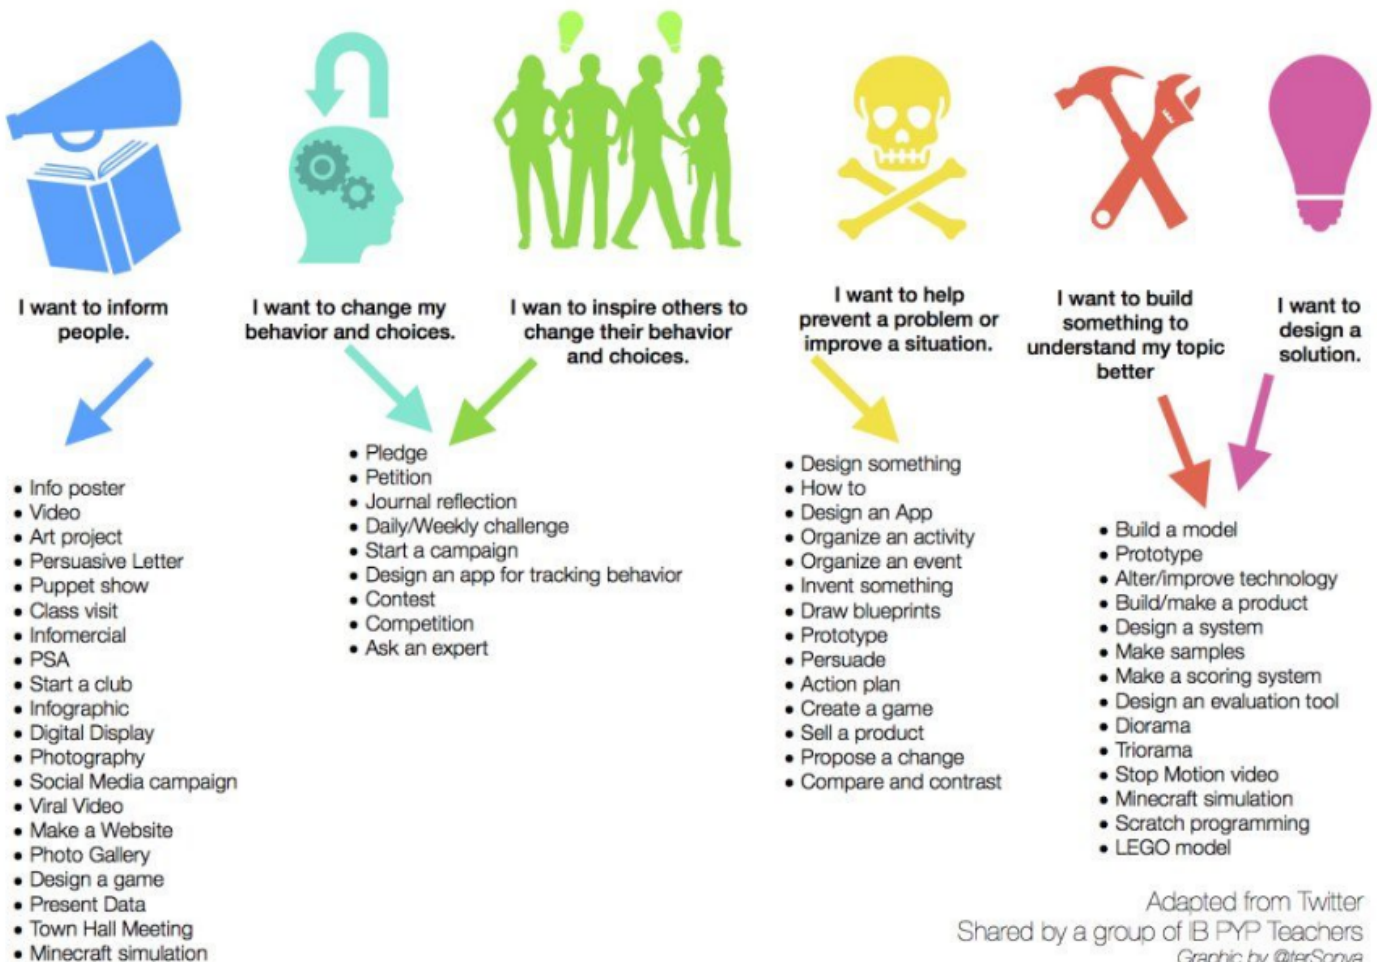 I want to inform
people.
I want to change my
behavior and choices.
I wan to inspire others to
change their behavior
and choices.
I want to help
prevent a problem or
improve a situation.
I want to build
something to
understand my topic
better
I want to
design a
solution.
• Info poster
• Video
• Art project
• Persuasive Letter
• Puppet show
• Class visit
• Infomercial
• PSA
• Start a club
• Infographic
• Digital Display
• Photography
• Social Media campaign
• Viral Video
• Make a Website
• Photo Gallery
• Design a game
• Present Data
• Town Hall Meeting
• Minecraft simulation
• Pledge
• Petition
• Journal reflection
• Daily/Weekly challenge
• Start a campaign
• Design an app for tracking behavior
• Contest
• Competition
• Ask an expert
• Design something
• How to
• Design an App
• Organize an activity
• Organize an event
• Invent something
• Draw blueprints
• Prototype
• Persuade
• Action plan
• Create a game
• Sell a product
• Propose a change
• Compare and contrast
• Build a model
• Prototype
• Alter/improve technology
• Build/make a product
• Design a system
• Make samples
• Make a scoring system
• Design an evaluation tool
• Diorama
• Triorama
• Stop Motion video
• Minecraft simulation
• Scratch programming
• LEGO model
Adapted from Twitter
Shared by a group of IB PYP Teachers
Graphic by @terSonya